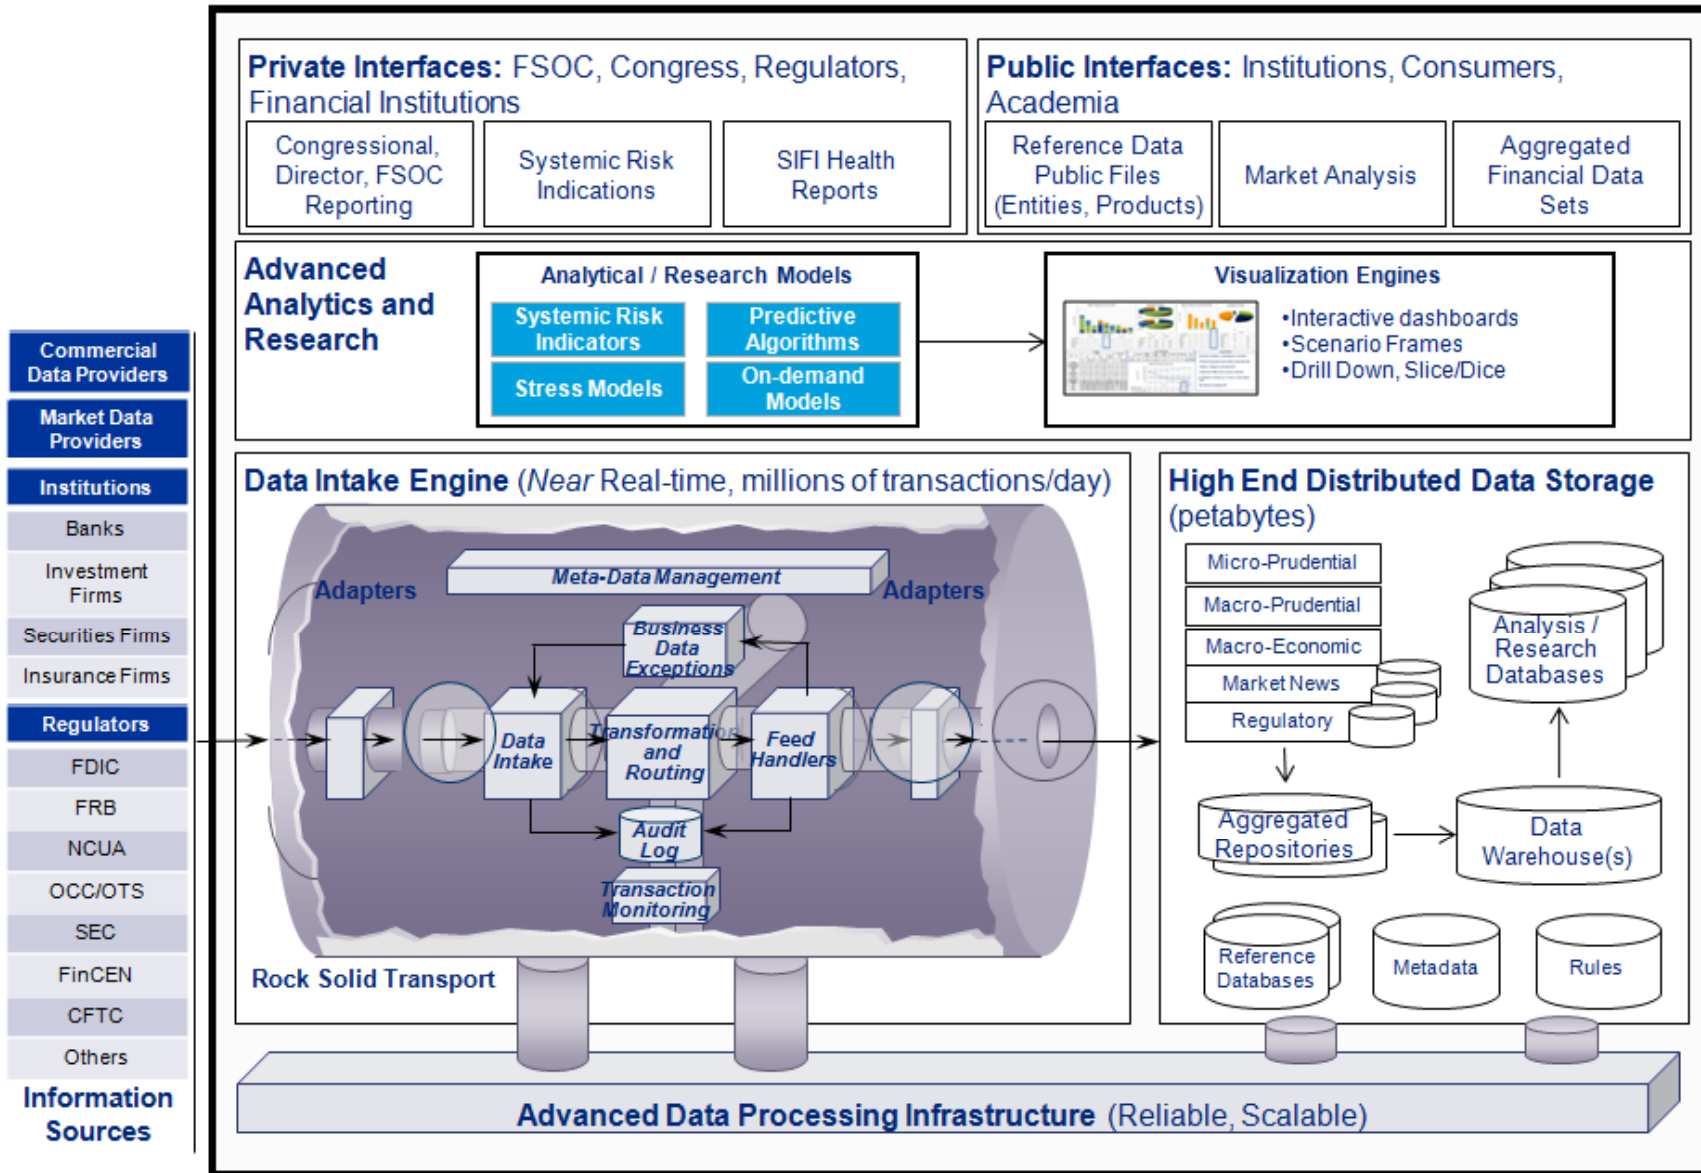 Private Interfaces: FSOC, Congress, Regulators,
Financial Institutions
Congressional,
Director, FSOC
Reporting
Systemic Risk
Indications
SIFI Health
Reports
Public Interfaces: Institutions, Consumers,
Academia
Reference Data
Public Files
(Entities, Products)
Market Analysis
Aggregated
Financial Data
Sets
Advanced
Analytics and
Research
Analytical / Research Models
Systemic Risk
Indicators
Predictive
Algorithms
Stress Models
On-demand
Models
Visualization Engines
•Interactive dashboards
•Scenario Frames
•Drill Down, Slice/Dice
Commercial
Data Providers
Market Data
Providers
Institutions
Banks
Investment
Firms
Securities Firms
Insurance Firms
Regulators
FDIC
FRB
NCUA
OCC/OTS
SEC
FinCEN
CFTC
Others
Information
Sources
Data Intake Engine (Near Real-time, millions of transactions/day)
Meta-Data Management
Adapters
Adapters
Business
Data
Exceptions
Data
Intake
Transformation
and
Routing
Feed
Handlers
Audit
Log
Transaction
Monitoring
Rock Solid Transport
High End Distributed Data Storage
(petabytes)
Micro-Prudential
Macro-Prudential
Macro-Economic
Market News
Regulatory
Analysis /
Research
Databases
Aggregated
Repositories
Data
Warehouse(s)
Reference
Databases
Metadata
Rules
Advanced Data Processing Infrastructure (Reliable, Scalable)